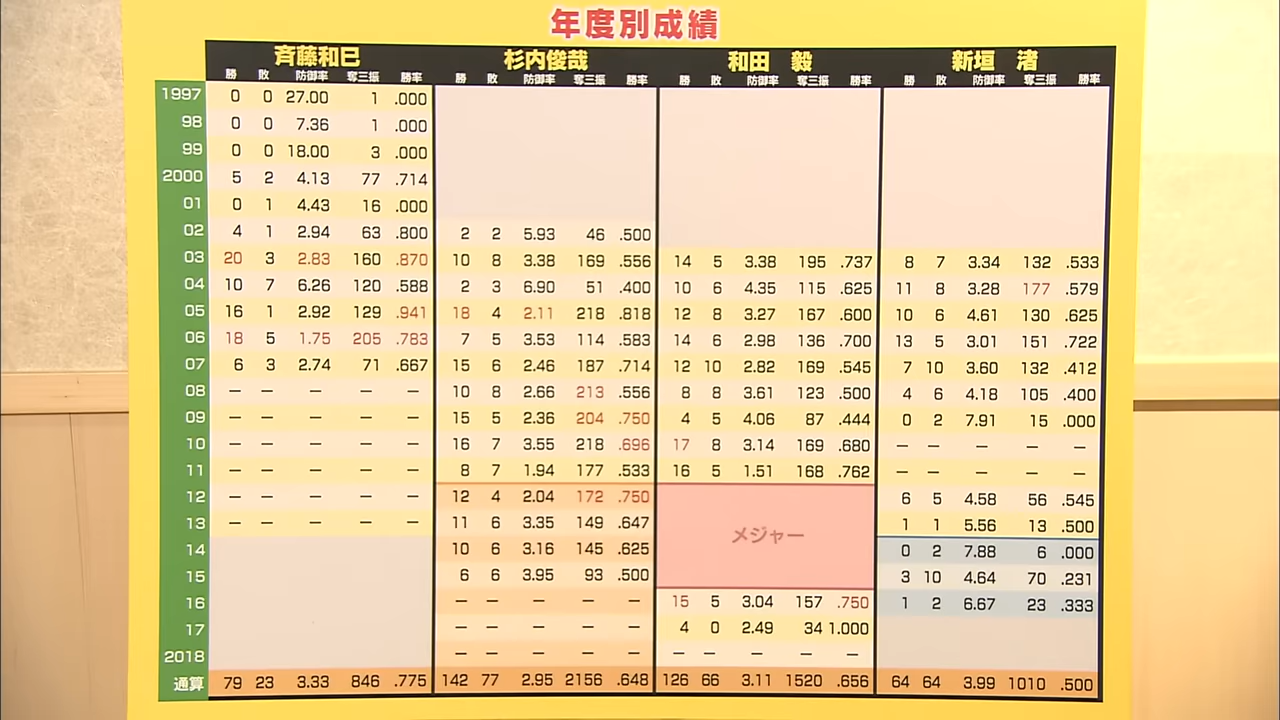 年度別成績
斉藤和巳 杉内俊哉 和田 毅 新垣 渚
勝 敗 防御率 奪三振 勝率 勝 敗 防御率 奪三振 勝率 勝 敗 防御率 奪三振 勝率 勝 敗 防御率 奪三振 勝率
1997 0 0 27.00 1 .000
98 0 0 7.36 1 .000
99 0 0 18.00 3 .000
2000 5 2 4.13 77 .714
01 0 1 4.43 16 .000
02 4 1 2.94 63 .800 2 2 5.93 46 .500
03 20 3 2.83 160 .870 10 8 3.38 169 .556 14 5 3.38 195 .737 8 7 3.34 132 .533
04 10 7 6.26 120 .588 2 3 6.90 51 .400 10 6 4.35 115 .625 11 8 3.28 177 .579
05 16 1 2.92 129 .941 18 4 2.11 218 .818 12 8 3.27 167 .600 10 6 4.61 130 .625
06 18 5 1.75 205 .783 7 5 3.53 114 .583 14 6 2.98 136 .700 13 5 3.01 151 .722
07 6 3 2.74 71 .667 15 6 2.46 187 .714 12 10 2.82 169 .545 7 10 3.60 132 .412
08 – – – – – 10 8 2.66 213 .556 8 8 3.61 123 .500 4 6 4.18 105 .400
09 – – – – – 15 5 2.36 204 .750 4 5 4.06 87 .444 0 2 7.91 15 .000
10 – – – – – 16 7 3.55 218 .696 17 8 3.14 169 .680 – – – – –
11 – – – – – 8 7 1.94 177 .533 16 5 1.51 168 .762 – – – – –
12 – – – – – 12 4 2.04 172 .750 6 5 4.58 56 .545
13 – – – – – 11 6 3.35 149 .647 メジャー 1 1 5.56 13 .500
14 10 6 3.16 145 .625 0 2 7.88 6 .000
15 6 6 3.95 93 .500 3 10 4.64 70 .231
16 – – – – – 15 5 3.04 157 .750 1 2 6.67 23 .333
17 – – – – – 4 0 2.49 34 1.000
2018 – – – – – – – – – –
通算 79 23 3.33 846 .775 142 77 2.95 2156 .648 126 66 3.11 1520 .656 64 64 3.99 1010 .500